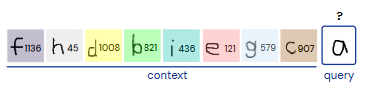 ?
f 1136 h 45 d 1008 b 821 i 436 e 121 g 579 c 907 a
context query